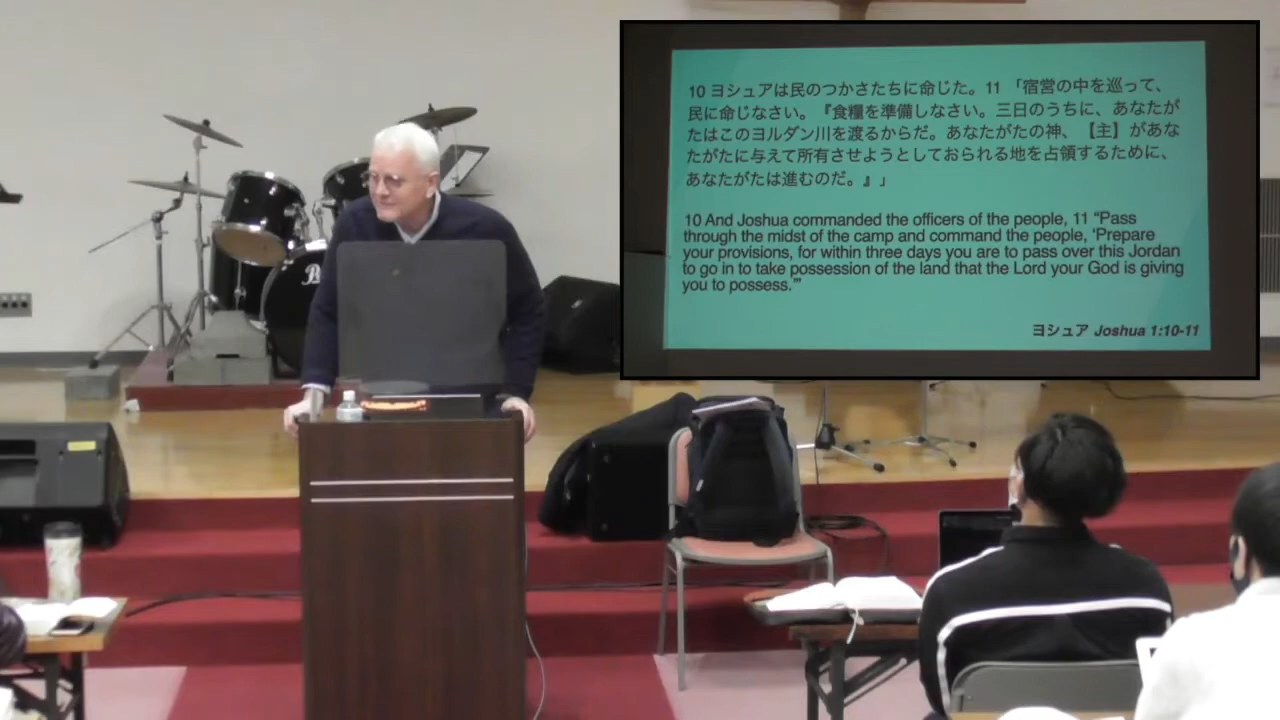 10 ヨシュアは民のつかさたちに命じた。11 「宿営の中を巡って、
民に命じなさい。『食糧を準備しなさい。三日のうちに、あなたが
たはこのヨルダン川を渡るからだ。あなたがたの神、【主】があな
たがたに与えて所有させようとしておられる地を占領するために、
あなたがたは進むのだ。』」
10 And Joshua commanded the officers of the people, 11 “Pass
through the midst of the camp and command the people, ‘Prepare
your provisions, for within three days you are to pass over this Jordan
to go in to take possession of the land that the Lord your God is giving
you to possess.’”
ヨシュア Joshua 1:10-11